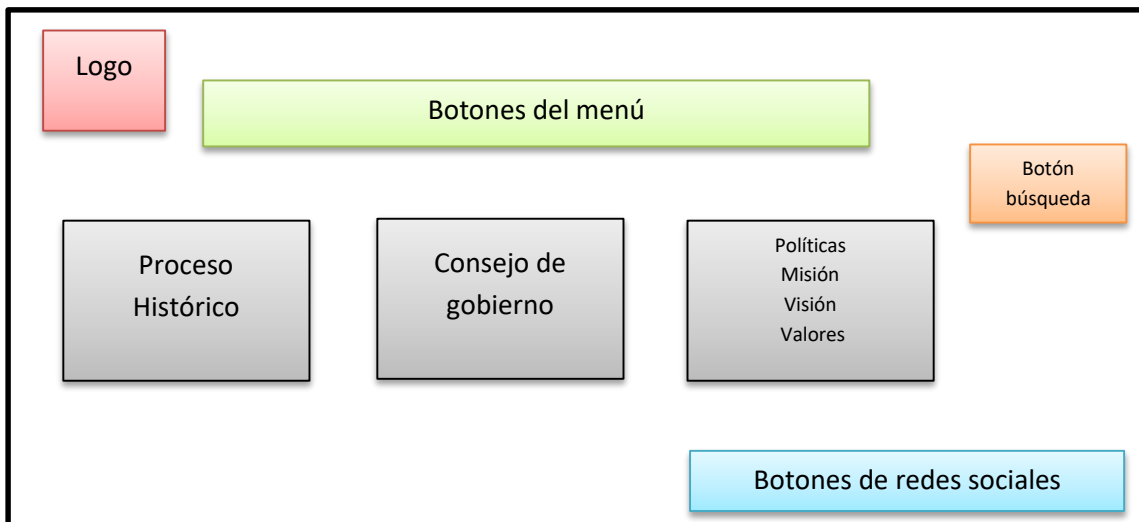 Logo
Botones del menú
Botón
búsqueda
Proceso
Histórico
Consejo de
gobierno
Políticas
Misión
Visión
Valores
Botones de redes sociales